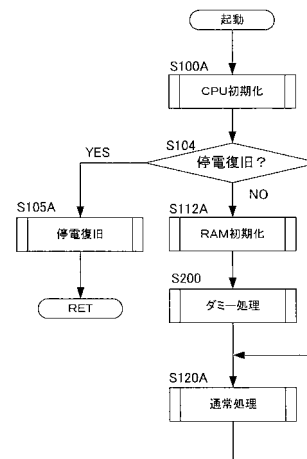 起動
S100A
CPU初期化
S104
停電復旧？
YES
NO
S105A
停電復旧
S112A
RAM初期化
RET
S200
ダミー処理
S120A
通常処理